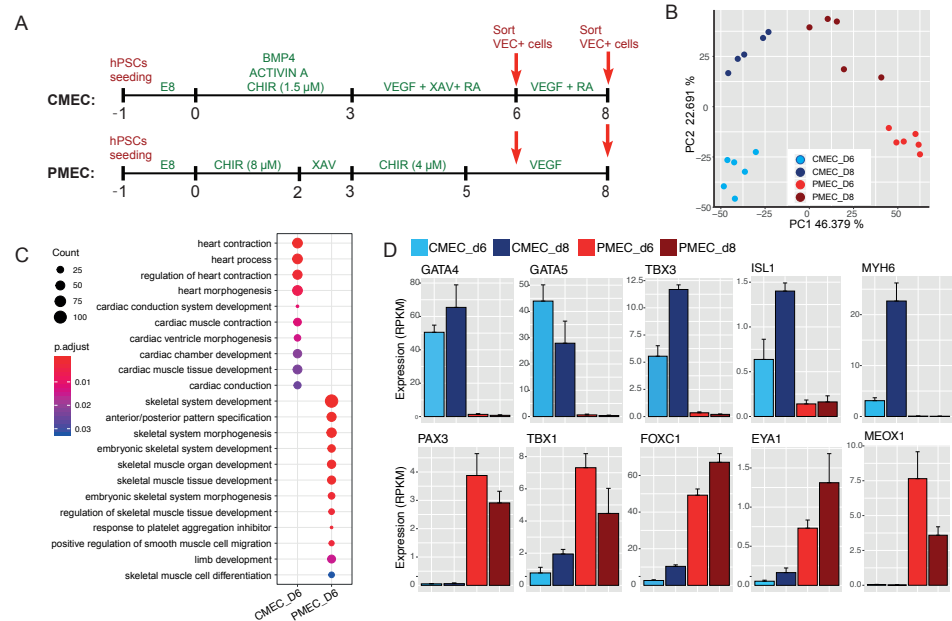 A
Sort
VEC+ cells
Sort
VEC+ cells
hPSCs
seeding
E8
BMP4
ACTIVIN A
CHIR (1.5 µM)
VEGF + XAV+ RA
VEGF + RA
CMEC:
-1 0 3 6 8
hPSCs
seeding
E8
CHIR (8 µM)
XAV
CHIR (4 µM)
VEGF
PMEC:
-1 0 2 3 5 8
B
PC2 22.691 %
25
0
−25
−50
−50 −25 0 25 50
PC1 46.379 %
CMEC_D6
CMEC_D8
PMEC_D6
PMEC_D8
C
Count
25
50
75
100
p.adjust
0.01
0.02
0.03
heart contraction
heart process
regulation of heart contraction
heart morphogenesis
cardiac conduction system development
cardiac muscle contraction
cardiac ventricle morphogenesis
cardiac chamber development
cardiac muscle tissue development
cardiac conduction
skeletal system development
anterior/posterior pattern specification
skeletal system morphogenesis
embryonic skeletal system development
skeletal muscle organ development
skeletal muscle tissue development
embryonic skeletal system morphogenesis
regulation of skeletal muscle tissue development
response to platelet aggregation inhibitor
positive regulation of smooth muscle cell migration
limb development
skeletal muscle cell differentiation
CMEC_D6
PMEC_D6
D
CMEC_d6 CMEC_d8 PMEC_d6 PMEC_d8
GATA4 GATA5 TBX3 ISL1 MYH6
Expression (RPKM)
80
60
40
20
0
50
40
30
20
10
0
12
8
4
0
1.5
1.0
0.5
0.0
20
10
0
PAX3 TBX1 FOXC1 EYA1 MEOX1
Expression (RPKM)
5
4
3
2
1
0
8
6
4
2
0
60
40
20
0
1.5
1.0
0.5
0.0
10.0
7.5
5.0
2.5
0.0